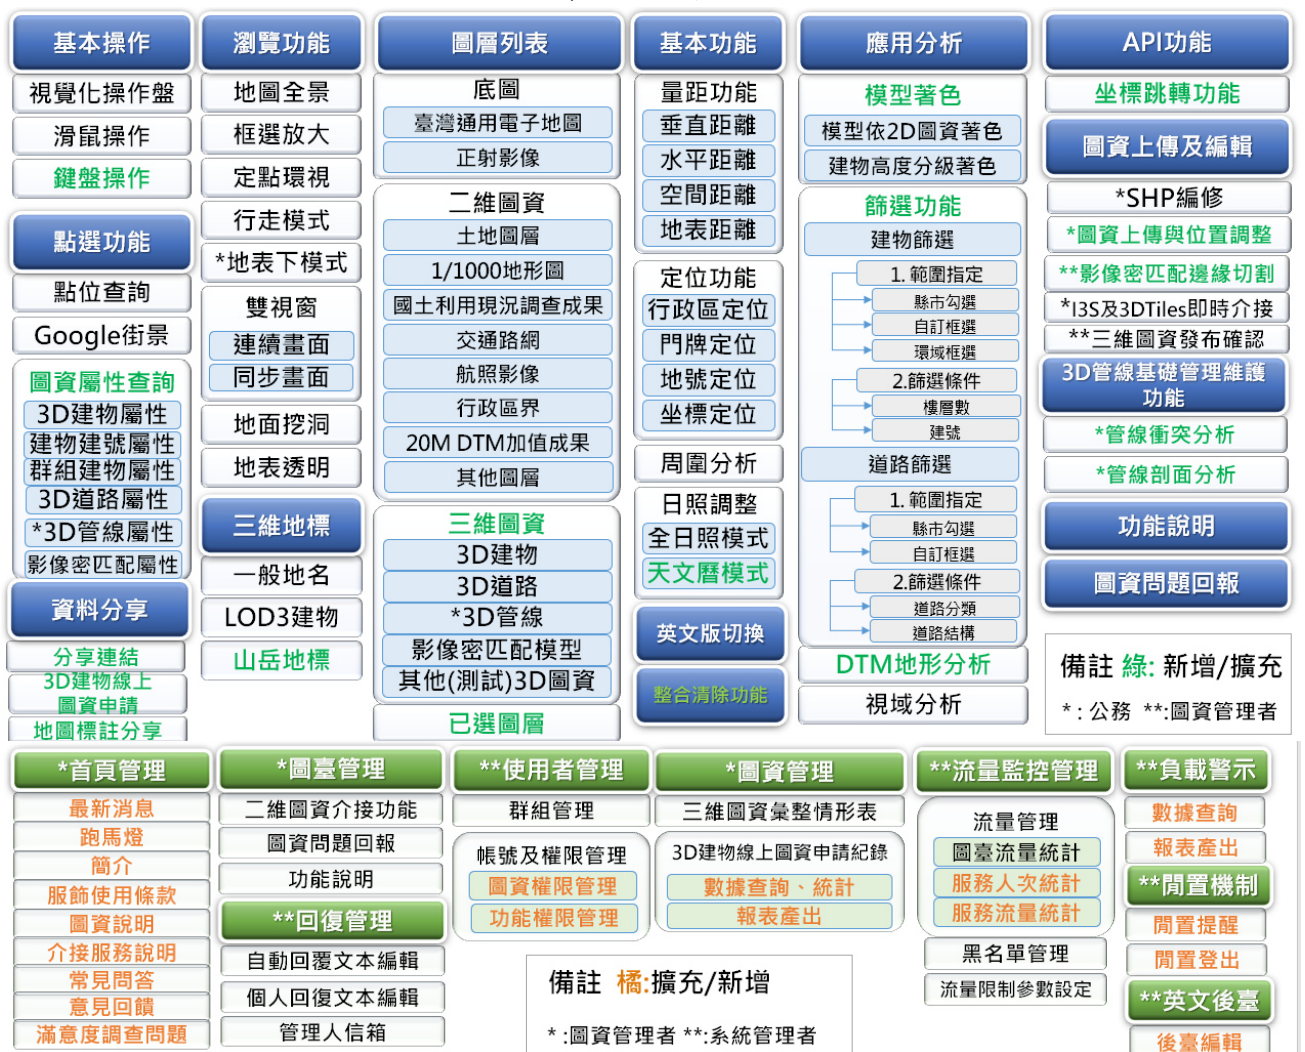 基本操作
視覺化操作盤
滑鼠操作
鍵盤操作
點選功能
點位查詢
Google街景
圖資屬性查詢
3D建物屬性
建物建號屬性
群組建物屬性
3D道路屬性
*3D管線屬性
影像密匹配屬性
資料分享
分享連結
3D建物線上
圖資申請
地圖標註分享
瀏覽功能
地圖全景
框選放大
定點環視
行走模式
*地表下模式
雙視窗
連續畫面
同步畫面
地面挖洞
地表透明
三維地標
一般地名
LOD3建物
山岳地標
圖層列表
底圖
臺灣通用電子地圖
正射影像
二維圖資
土地圖層
1/1000地形圖
國土利用現況調查成果
交通路網
航照影像
行政區界
20M DTM加值成果
其他圖層
三維圖資
3D建物
3D道路
*3D管線
影像密匹配模型
其他(測試)3D圖資
已選圖層
基本功能
量距功能
垂直距離
水平距離
空間距離
地表距離
定位功能
行政區定位
門牌定位
地號定位
坐標定位
周圍分析
日照調整
全日照模式
天文曆模式
英文版切換
整合清除功能
應用分析
模型著色
模型依2D圖資著色
建物高度分級著色
篩選功能
建物篩選
1. 範圍指定
縣市勾選
自訂框選
環域框選
2.篩選條件
樓層數
建號
道路篩選
1. 範圍指定
縣市勾選
自訂框選
2.篩選條件
道路分類
道路結構
DTM地形分析
視域分析
API功能
坐標跳轉功能
圖資上傳及編輯
*SHP編修
*圖資上傳與位置調整
**影像密匹配邊緣切割
*I3S及3DTiles即時介接
**三維圖資發布確認
3D管線基礎管理維護
功能
*管線衝突分析
*管線剖面分析
功能說明
圖資問題回報
備註 綠: 新增/擴充
*: 公務 **:圖資管理者
*首頁管理
最新消息
跑馬燈
簡介
服飾使用條款
圖資說明
介接服務說明
常見問答
意見回饋
滿意度調查問題
*圖臺管理
二維圖資介接功能
圖資問題回報
功能說明
**回復管理
自動回覆文本編輯
個人回復文本編輯
管理人信箱
**使用者管理
群組管理
帳號及權限管理
圖資權限管理
功能權限管理
*圖資管理
三維圖資彙整情形表
3D建物線上圖資申請紀錄
數據查詢、統計
報表產出
備註 橘:擴充/新增
* :圖資管理者 **:系統管理者
**流量監控管理
流量管理
圖臺流量統計
服務人次統計
服務流量統計
黑名單管理
流量限制參數設定
**負載警示
數據查詢
報表產出
**閒置機制
閒置提醒
閒置登出
**英文後臺
後臺編輯